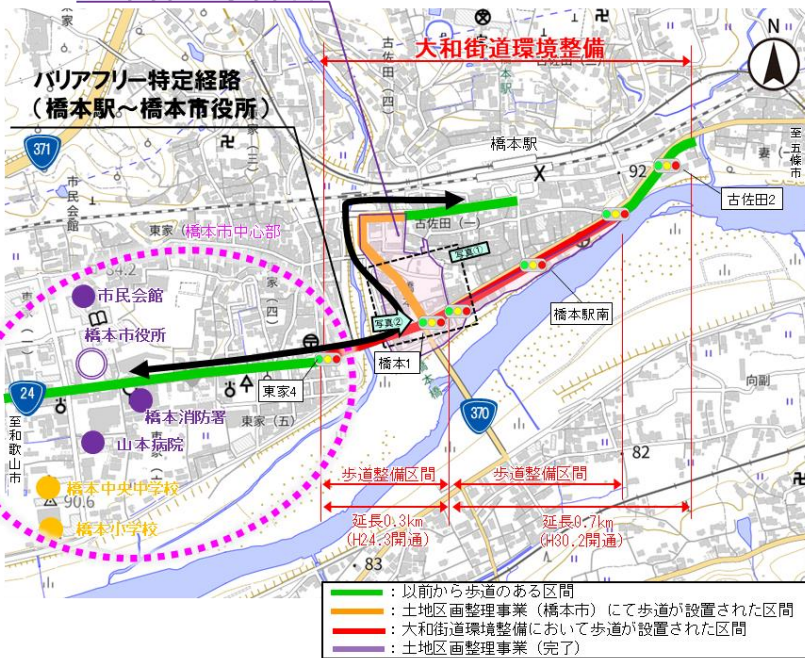 大和街道環境整備
N
バリアフリー特定経路
(橋本駅~橋本市役所)
371
橋本駅
92
至五條市
古佐田2
古佐田(四)
古佐田(一)
市民会館
東家(
橋本市中心部
写真①
写真②
64.2
市民会館
橋本市役所
橋本駅南
橋本1
東家4
向副
24
370
至和歌山市
橋本消防署
東家(五)
山本病院
82
歩道整備区間
歩道整備区間
橋本中央中学校
90.6
延長0.3km
(H24.3開通)
延長0.7km
(H30.2開通)
橋本小学校
83
:以前から歩道のある区間
:土地区画整理事業(橋本市)にて歩道が設置された区間
:大和街道環境整備において歩道が設置された区間
:土地区画整理事業(完了)